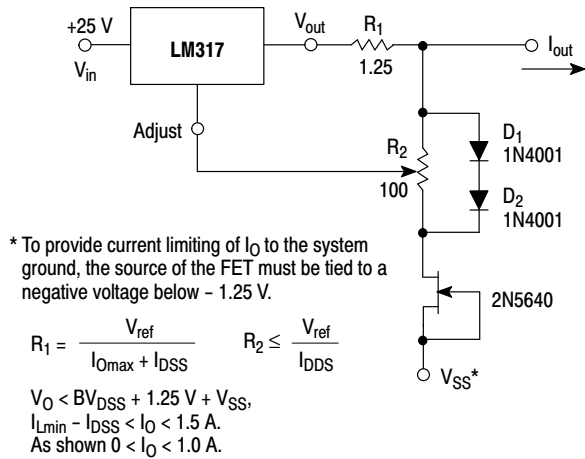 +25 V
V_in
LM317
V_out
R_1
1.25
I_out
Adjust
R_2
100
D_1
1N4001
D_2
1N4001
* To provide current limiting of I_O to the system
ground, the source of the FET must be tied to a
negative voltage below – 1.25 V.
2N5640
R_1 = V_ref / (I_Omax + I_DSS)
R_2 ≤ V_ref / I_DDS
V_SS*
V_O < BV_DSS + 1.25 V + V_SS,
I_Lmin – I_DSS < I_O < 1.5 A.
As shown 0 < I_O < 1.0 A.